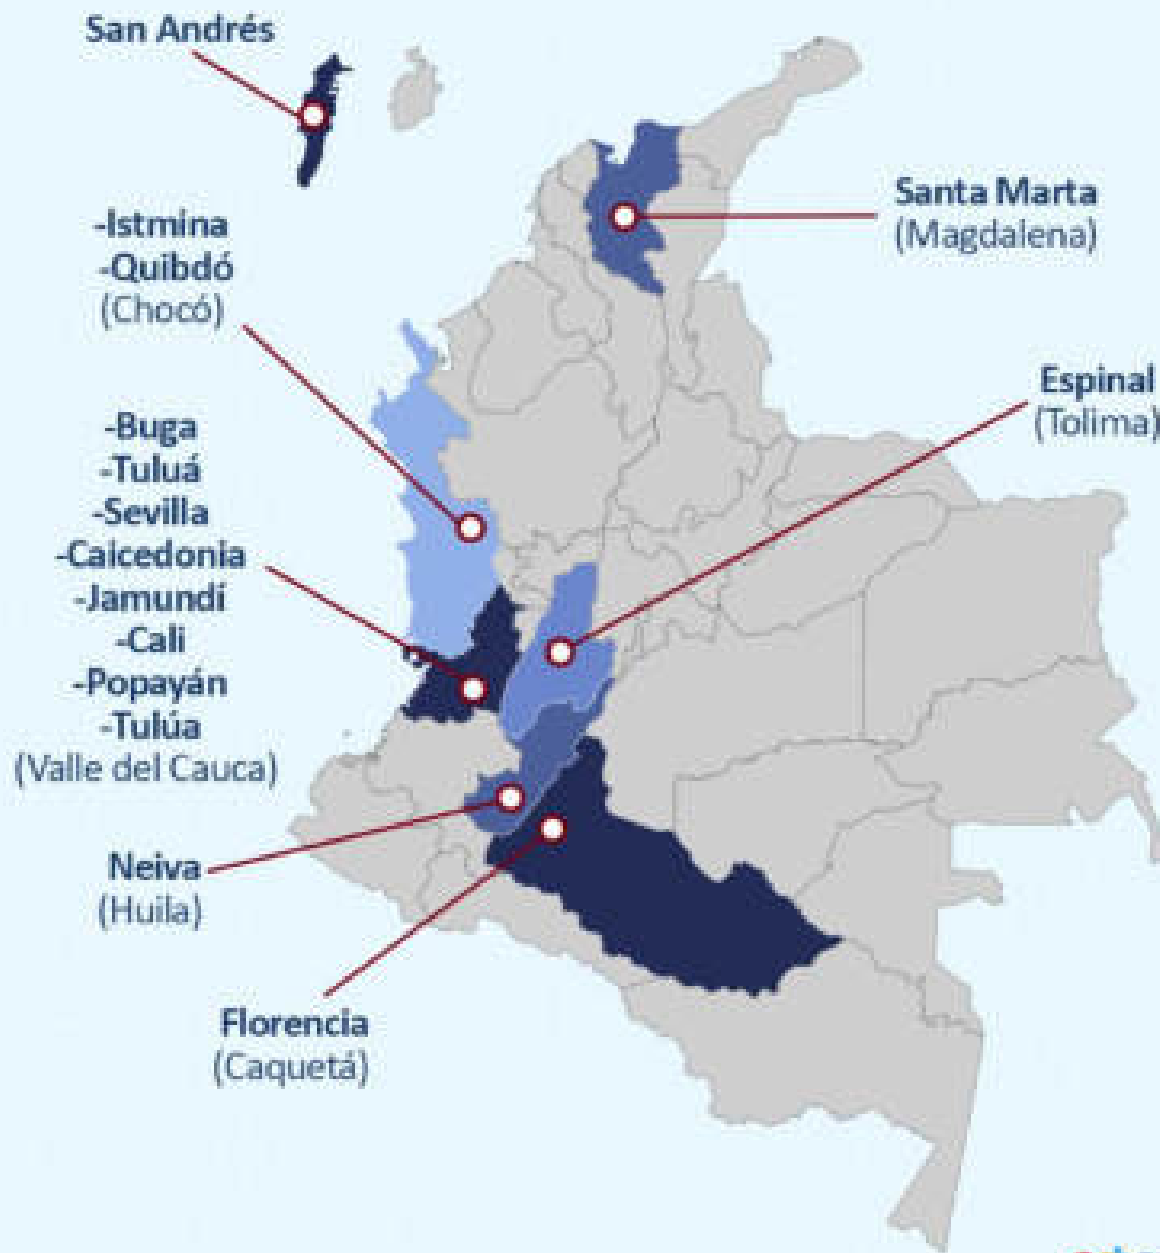 San Andrés
-Istmina
-Quibdó
(Chocó)
Santa Marta
(Magdalena)
Espinal
(Tolima)
-Buga
-Tuluá
-Sevilla
-Caicedonia
-Jamundí
-Cali
-Popayán
-Tulúa
(Valle del Cauca)
Neiva
(Huila)
Florencia
(Caquetá)